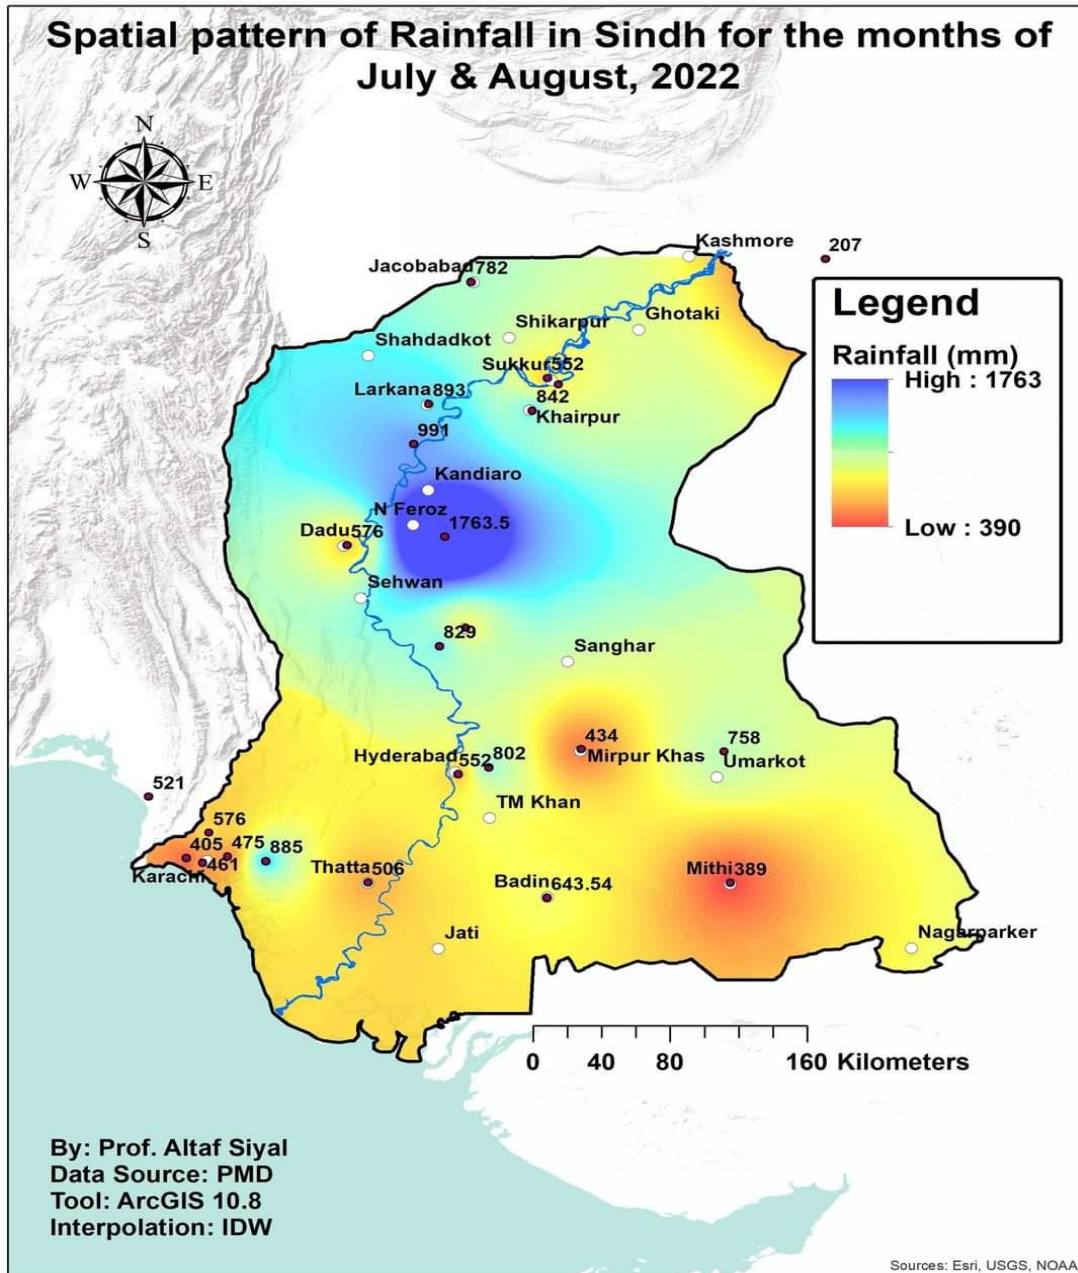 Spatial pattern of Rainfall in Sindh for the months of
July & August, 2022
N
W
E
S
Kashmore
207
Jacobabad782
Legend
Rainfall (mm)
High : 1763
Low : 390
Shikarpur
Ghotaki
Shahdadkot
Sukkur552
Larkana893
842
Khairpur
991
Kandiaro
N Feroz
1763.5
Dadu576
Sehwan
829
Sanghar
434
Mirpur Khas
758
Umarkot
Hyderabad552
802
TM Khan
521
576
405
475
885
461
Karachi
Thatta506
Badin643.54
Mithi389
Jati
Nagarparker
0 40 80 160 Kilometers
By: Prof. Altaf Siyal
Data Source: PMD
Tool: ArcGIS 10.8
Interpolation: IDW
Sources: Esri, USGS, NOAA